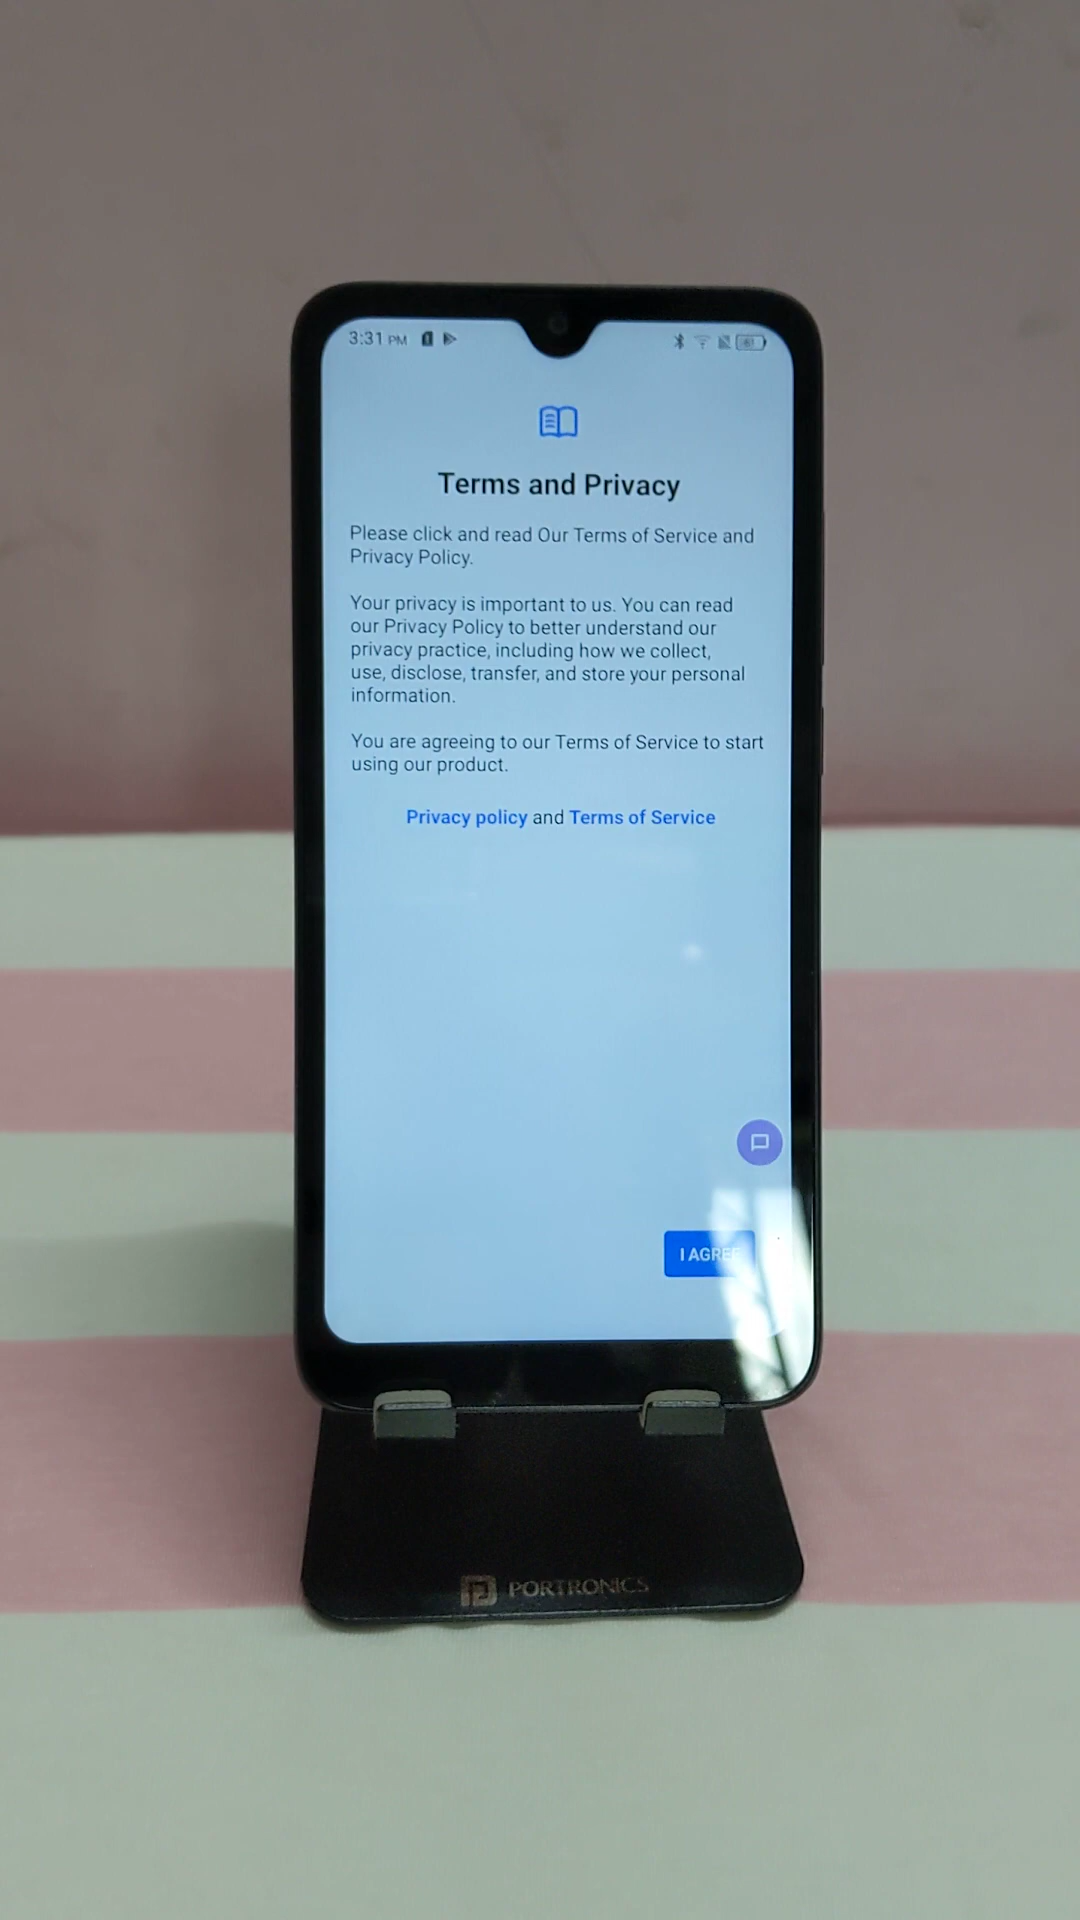 3:31 PM
Terms and Privacy
Please click and read Our Terms of Service and
Privacy Policy.
Your privacy is important to us. You can read
our Privacy Policy to better understand our
privacy practice, including how we collect,
use, disclose, transfer, and store your personal
information.
You are agreeing to our Terms of Service to start
using our product.
Privacy policy and Terms of Service
I AGREE
PORTRONICS